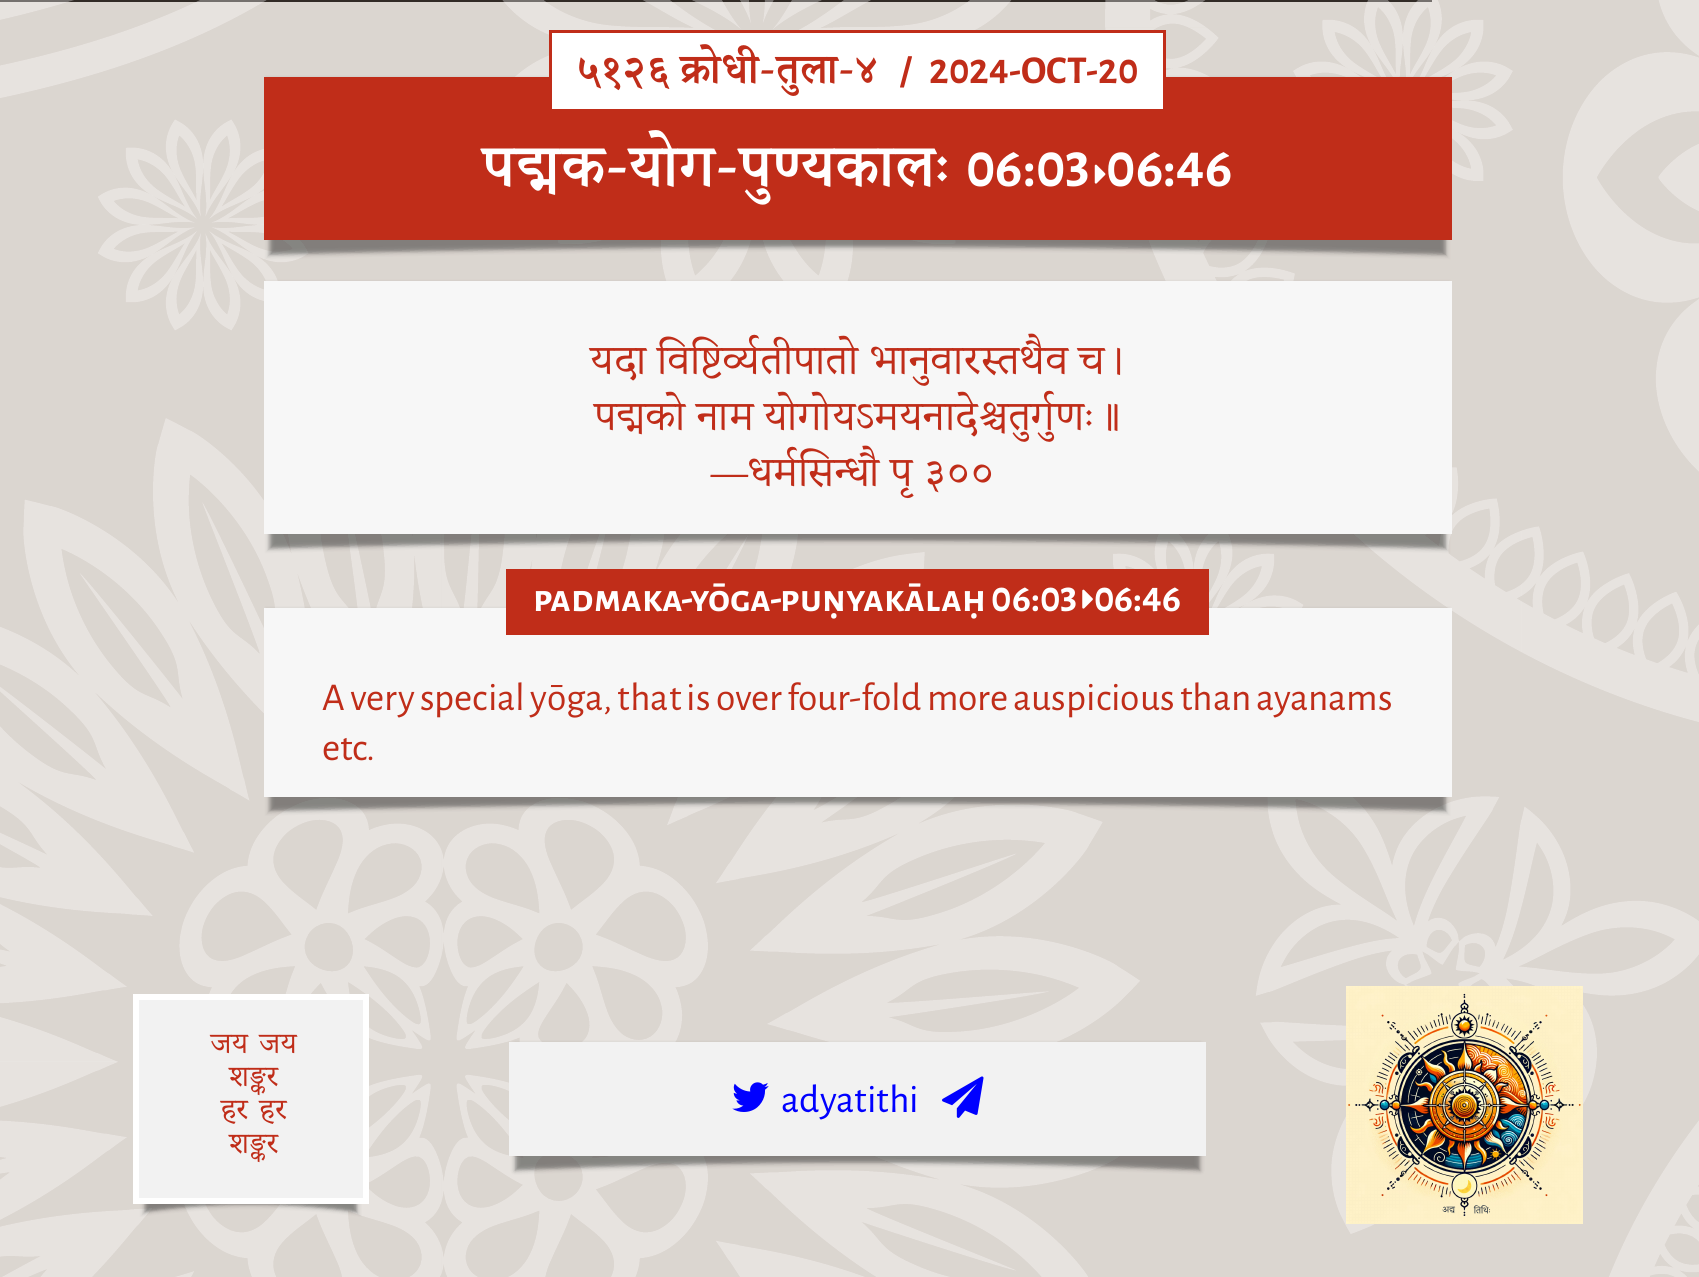 ५१२६ क्रोधी-तुला-४ / 2024-OCT-20
पद्मक-योग-पुण्यकालः 06:03▸06:46
यदा विष्टिर्व्यतीपातो भानुवारस्तथैव च।
पद्मको नाम योगोयऽमयनादेश्चतुर्गुणः॥
—धर्मसिन्धौ पृ ३००
PADMAKA-YŌGA-PUṆYAKĀLAḤ 06:03▸06:46
A very special yōga, that is over four-fold more auspicious than ayanams
etc.
जय जय
शङ्कर
हर हर
शङ्कर
adyatithi
अद्य तिथिः